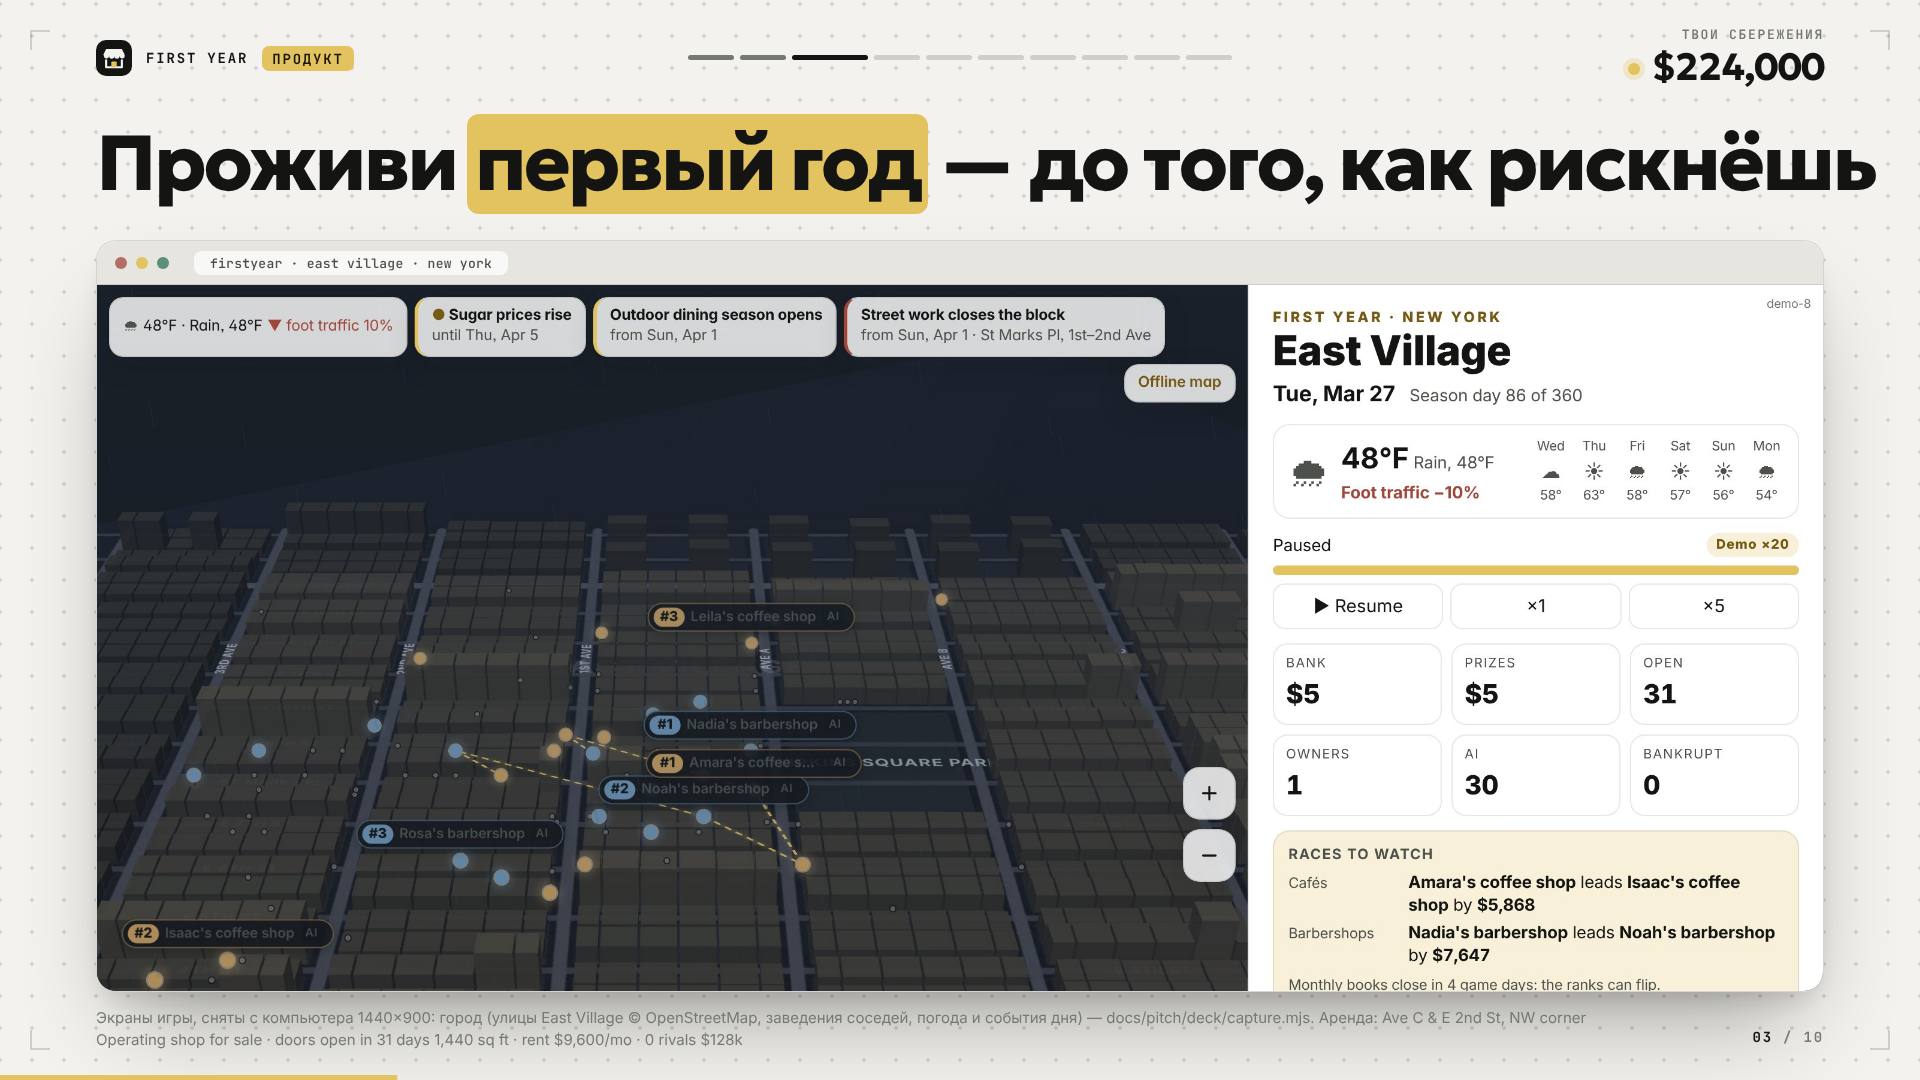 FIRST YEAR ПРОДУКТ
ТВОИ СБЕРЕЖЕНИЯ
$224,000
Проживи первый год — до того, как рискнёшь
firstyear · east village · new york
48°F · Rain, 48°F ▼ foot traffic 10%
Sugar prices rise
until Thu, Apr 5
Outdoor dining season opens
from Sun, Apr 1
Street work closes the block
from Sun, Apr 1 · St Marks Pl, 1st–2nd Ave
Offline map
#3 Leila's coffee shop AI
3RD AVE
2ND AVE
1ST AVE
AVE A
AVE B
#1 Nadia's barbershop AI
#1 Amara's coffee s... AI
SQUARE PARK
#2 Noah's barbershop AI
#3 Rosa's barbershop AI
#2 Isaac's coffee shop AI
+
−
demo-8
FIRST YEAR · NEW YORK
East Village
Tue, Mar 27 Season day 86 of 360
48°F Rain, 48°F
Foot traffic −10%
Wed Thu Fri Sat Sun Mon
58° 63° 58° 57° 56° 54°
Paused Demo ×20
▶ Resume ×1 ×5
BANK PRIZES OPEN
$5 $5 31
OWNERS AI BANKRUPT
1 30 0
RACES TO WATCH
Cafés Amara's coffee shop leads Isaac's coffee
shop by $5,868
Barbershops Nadia's barbershop leads Noah's barbershop
by $7,647
Monthly books close in 4 game days: the ranks can flip.
Экраны игры, сняты с компьютера 1440×900: город (улицы East Village © OpenStreetMap, заведения соседей, погода и события дня) — docs/pitch/deck/capture.mjs. Аренда: Ave C & E 2nd St, NW corner
Operating shop for sale · doors open in 31 days 1,440 sq ft · rent $9,600/mo · 0 rivals $128k
03 / 10